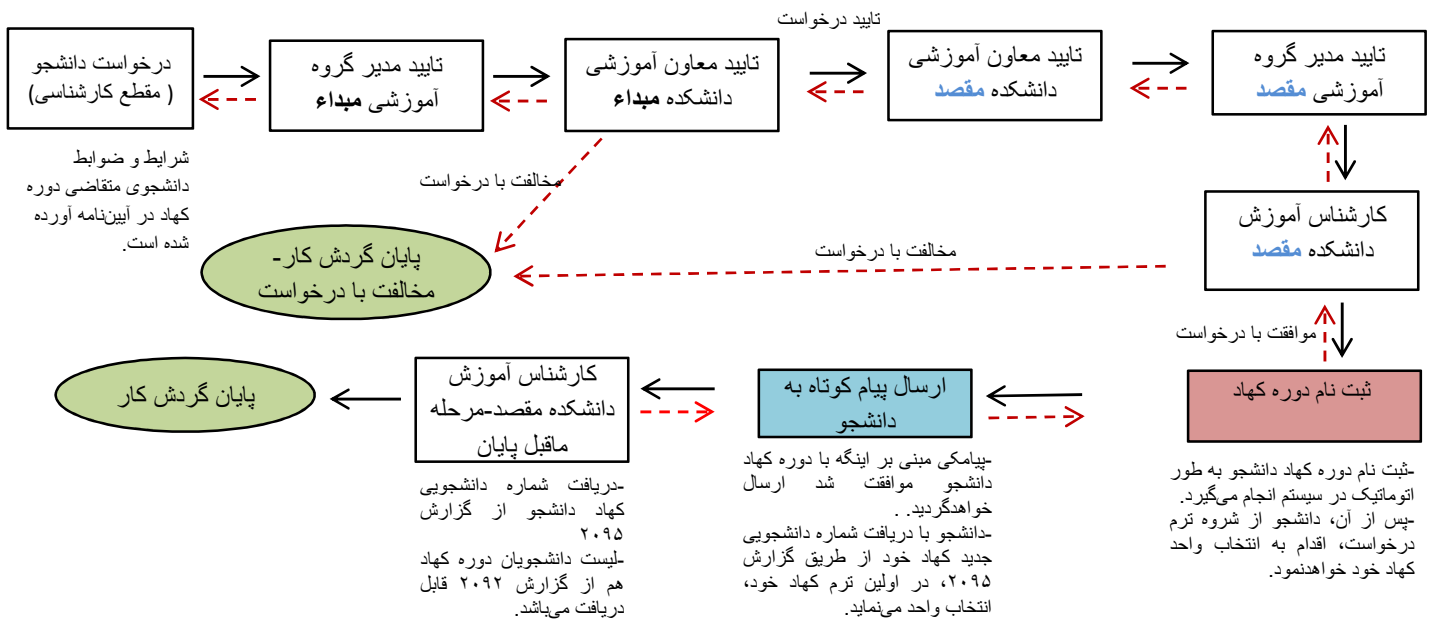 درخواست دانشجو
( مقطع کارشناسی)
شرایط و ضوابط
دانشجوی متقاضی دوره
کهاد در آیین‌نامه آورده
شده است.
تایید مدیر گروه
آموزشی مبداء
تایید معاون آموزشی
دانشکده مبداء
تایید درخواست
تایید معاون آموزشی
دانشکده مقصد
تایید مدیر گروه
آموزشی مقصد
کارشناس آموزش
دانشکده مقصد
مخالفت با درخواست
مخالفت با درخواست
پایان گردش کار-
مخالفت با درخواست
موافقت با درخواست
ثبت نام دوره کهاد
-ثبت نام دوره کهاد دانشجو به طور
اتوماتیک در سیستم انجام می‌گیرد.
-پس از آن، دانشجو از شروه ترم
درخواست، اقدام به انتخاب واحد
کهاد خود خواهدنمود.
ارسال پیام کوتاه به
دانشجو
-پیامکی مبنی بر اینگه با دوره کهاد
دانشجو موافقت شد ارسال
خواهدگردید. .
-دانشجو با دریافت شماره دانشجویی
جدید کهاد خود از طریق گزارش
۲۰۹۵، در اولین ترم کهاد خود،
انتخاب واحد می‌نماید.
کارشناس آموزش
دانشکده مقصد-مرحله
ماقبل پایان
-دریافت شماره دانشجویی
کهاد دانشجو از گزارش
۲۰۹۵
-لیست دانشجویان دوره کهاد
هم از گزارش ۲۰۹۲ قابل
دریافت می‌باشد.
پایان گردش کار